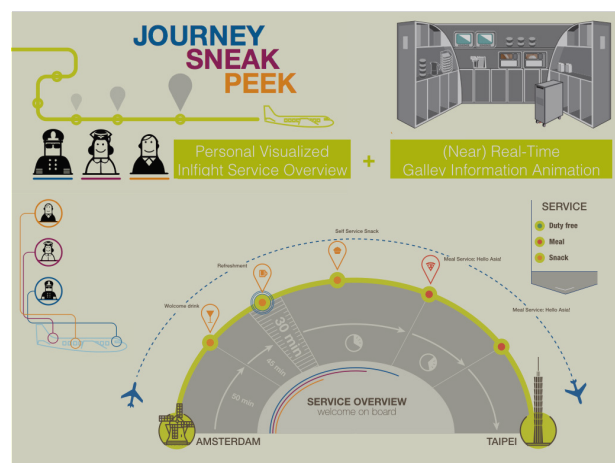 JOURNEY
SNEAK
PEEK
Personal Visualized
Inlfight Service Overview
+
(Near) Real-Time
Galley Information Animation
SERVICE
Duty free
Meal
Snack
Self Service Snack
Refreshment
Meal Service: Hello Asia!
Welcome drink
Meal Service: Hello Asia!
30 min
45 min
50 min
SERVICE OVERVIEW
welcome on board
AMSTERDAM
TAIPEI